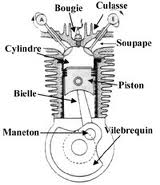 Bougie
Culasse
A
E
Cylindre
Soupape
Piston
Bielle
Maneton
Vilebrequin